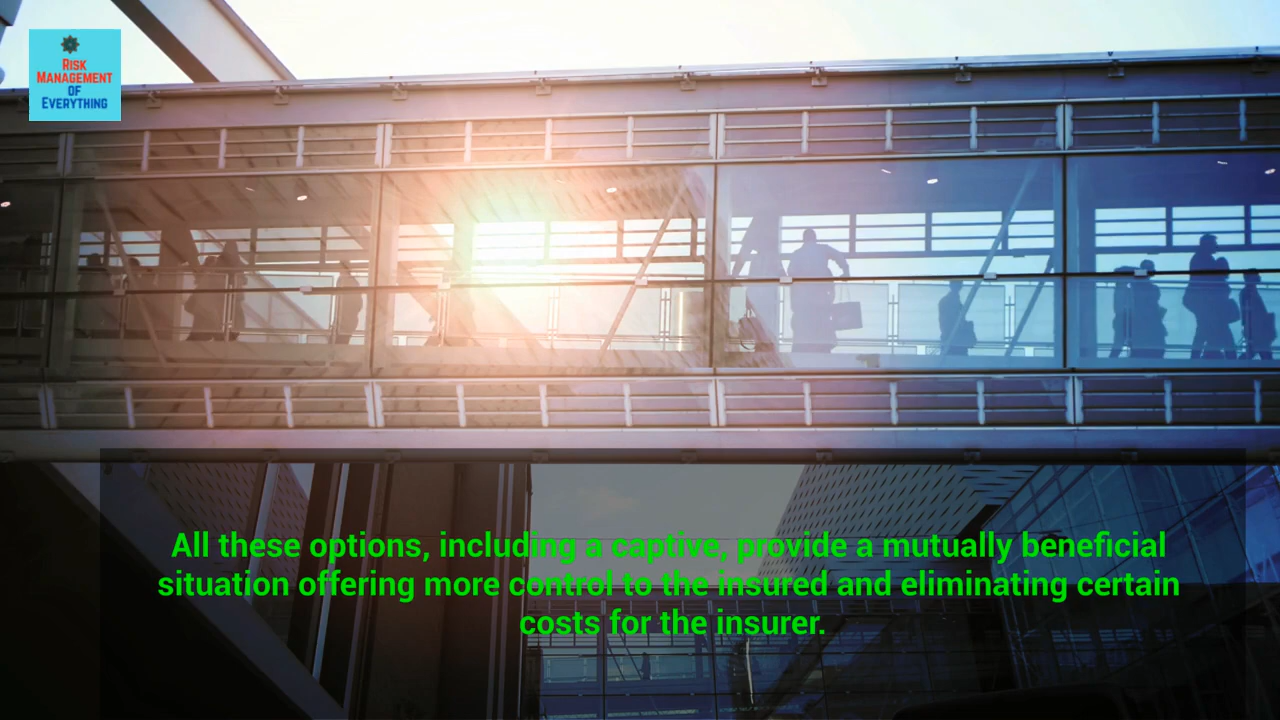 RISK
MANAGEMENT
OF
EVERYTHING
All these options, including a captive, provide a mutually beneficial
situation offering more control to the insured and eliminating certain
costs for the insurer.